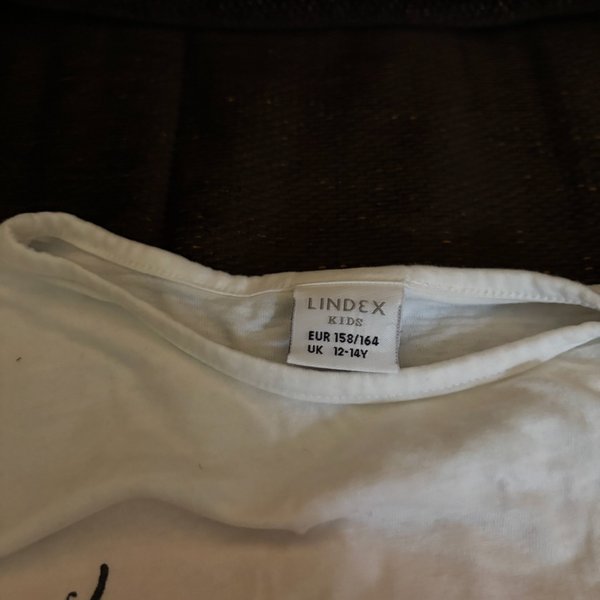 LINDEX
KIDS
EUR 158/164
UK 12-14Y